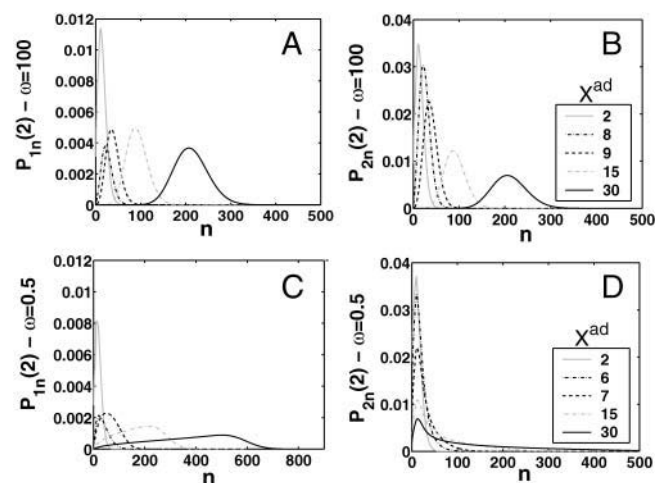 A
P1n(2) − ω=100
0.012
0.01
0.008
0.006
0.004
0.002
0
0 100 200 300 400 500
n
B
P2n(2) − ω=100
0.04
0.03
0.02
0.01
0
0 100 200 300 400 500
n
X^ad
2
8
9
15
30
C
P1n(2) − ω=0.5
0.012
0.01
0.008
0.006
0.004
0.002
0
0 200 400 600 800
n
D
P2n(2) − ω=0.5
0.04
0.03
0.02
0.01
0
0 100 200 300 400 500
n
X^ad
2
6
7
15
30